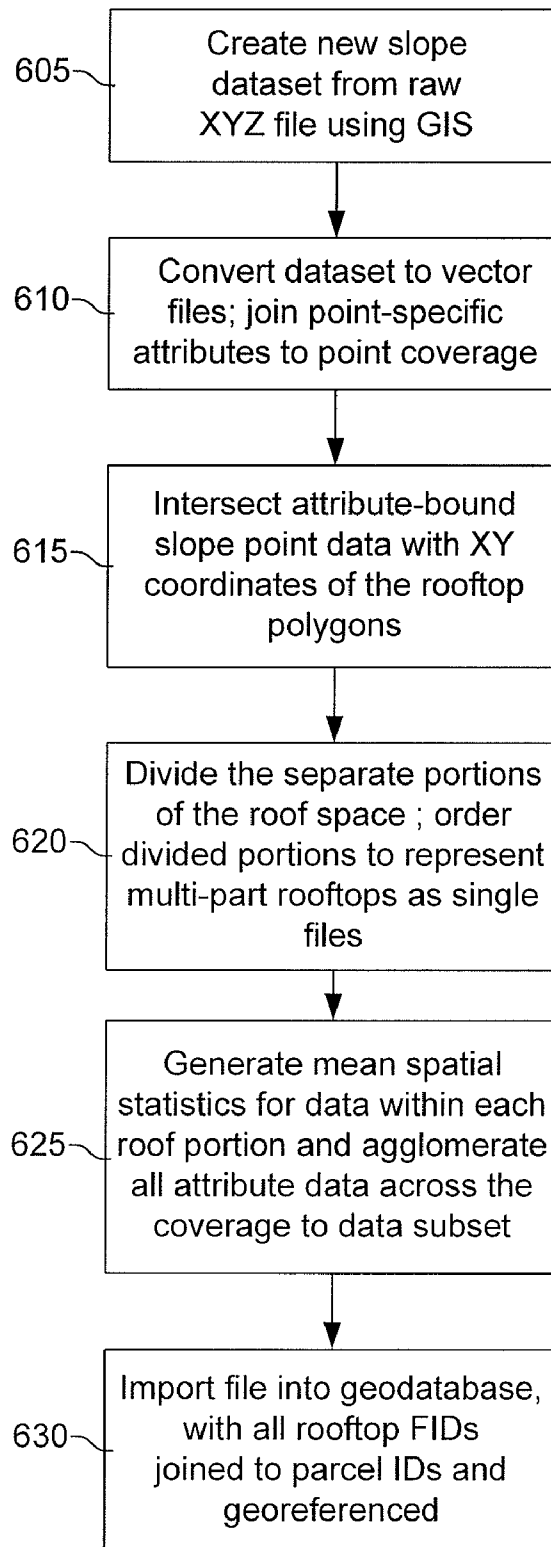 605
Create new slope
dataset from raw
XYZ file using GIS
610
Convert dataset to vector
files; join point-specific
attributes to point coverage
615
Intersect attribute-bound
slope point data with XY
coordinates of the rooftop
polygons
620
Divide the separate portions
of the roof space ; order
divided portions to represent
multi-part rooftops as single
files
625
Generate mean spatial
statistics for data within each
roof portion and agglomerate
all attribute data across the
coverage to data subset
630
Import file into geodatabase,
with all rooftop FIDs
joined to parcel IDs and
georeferenced